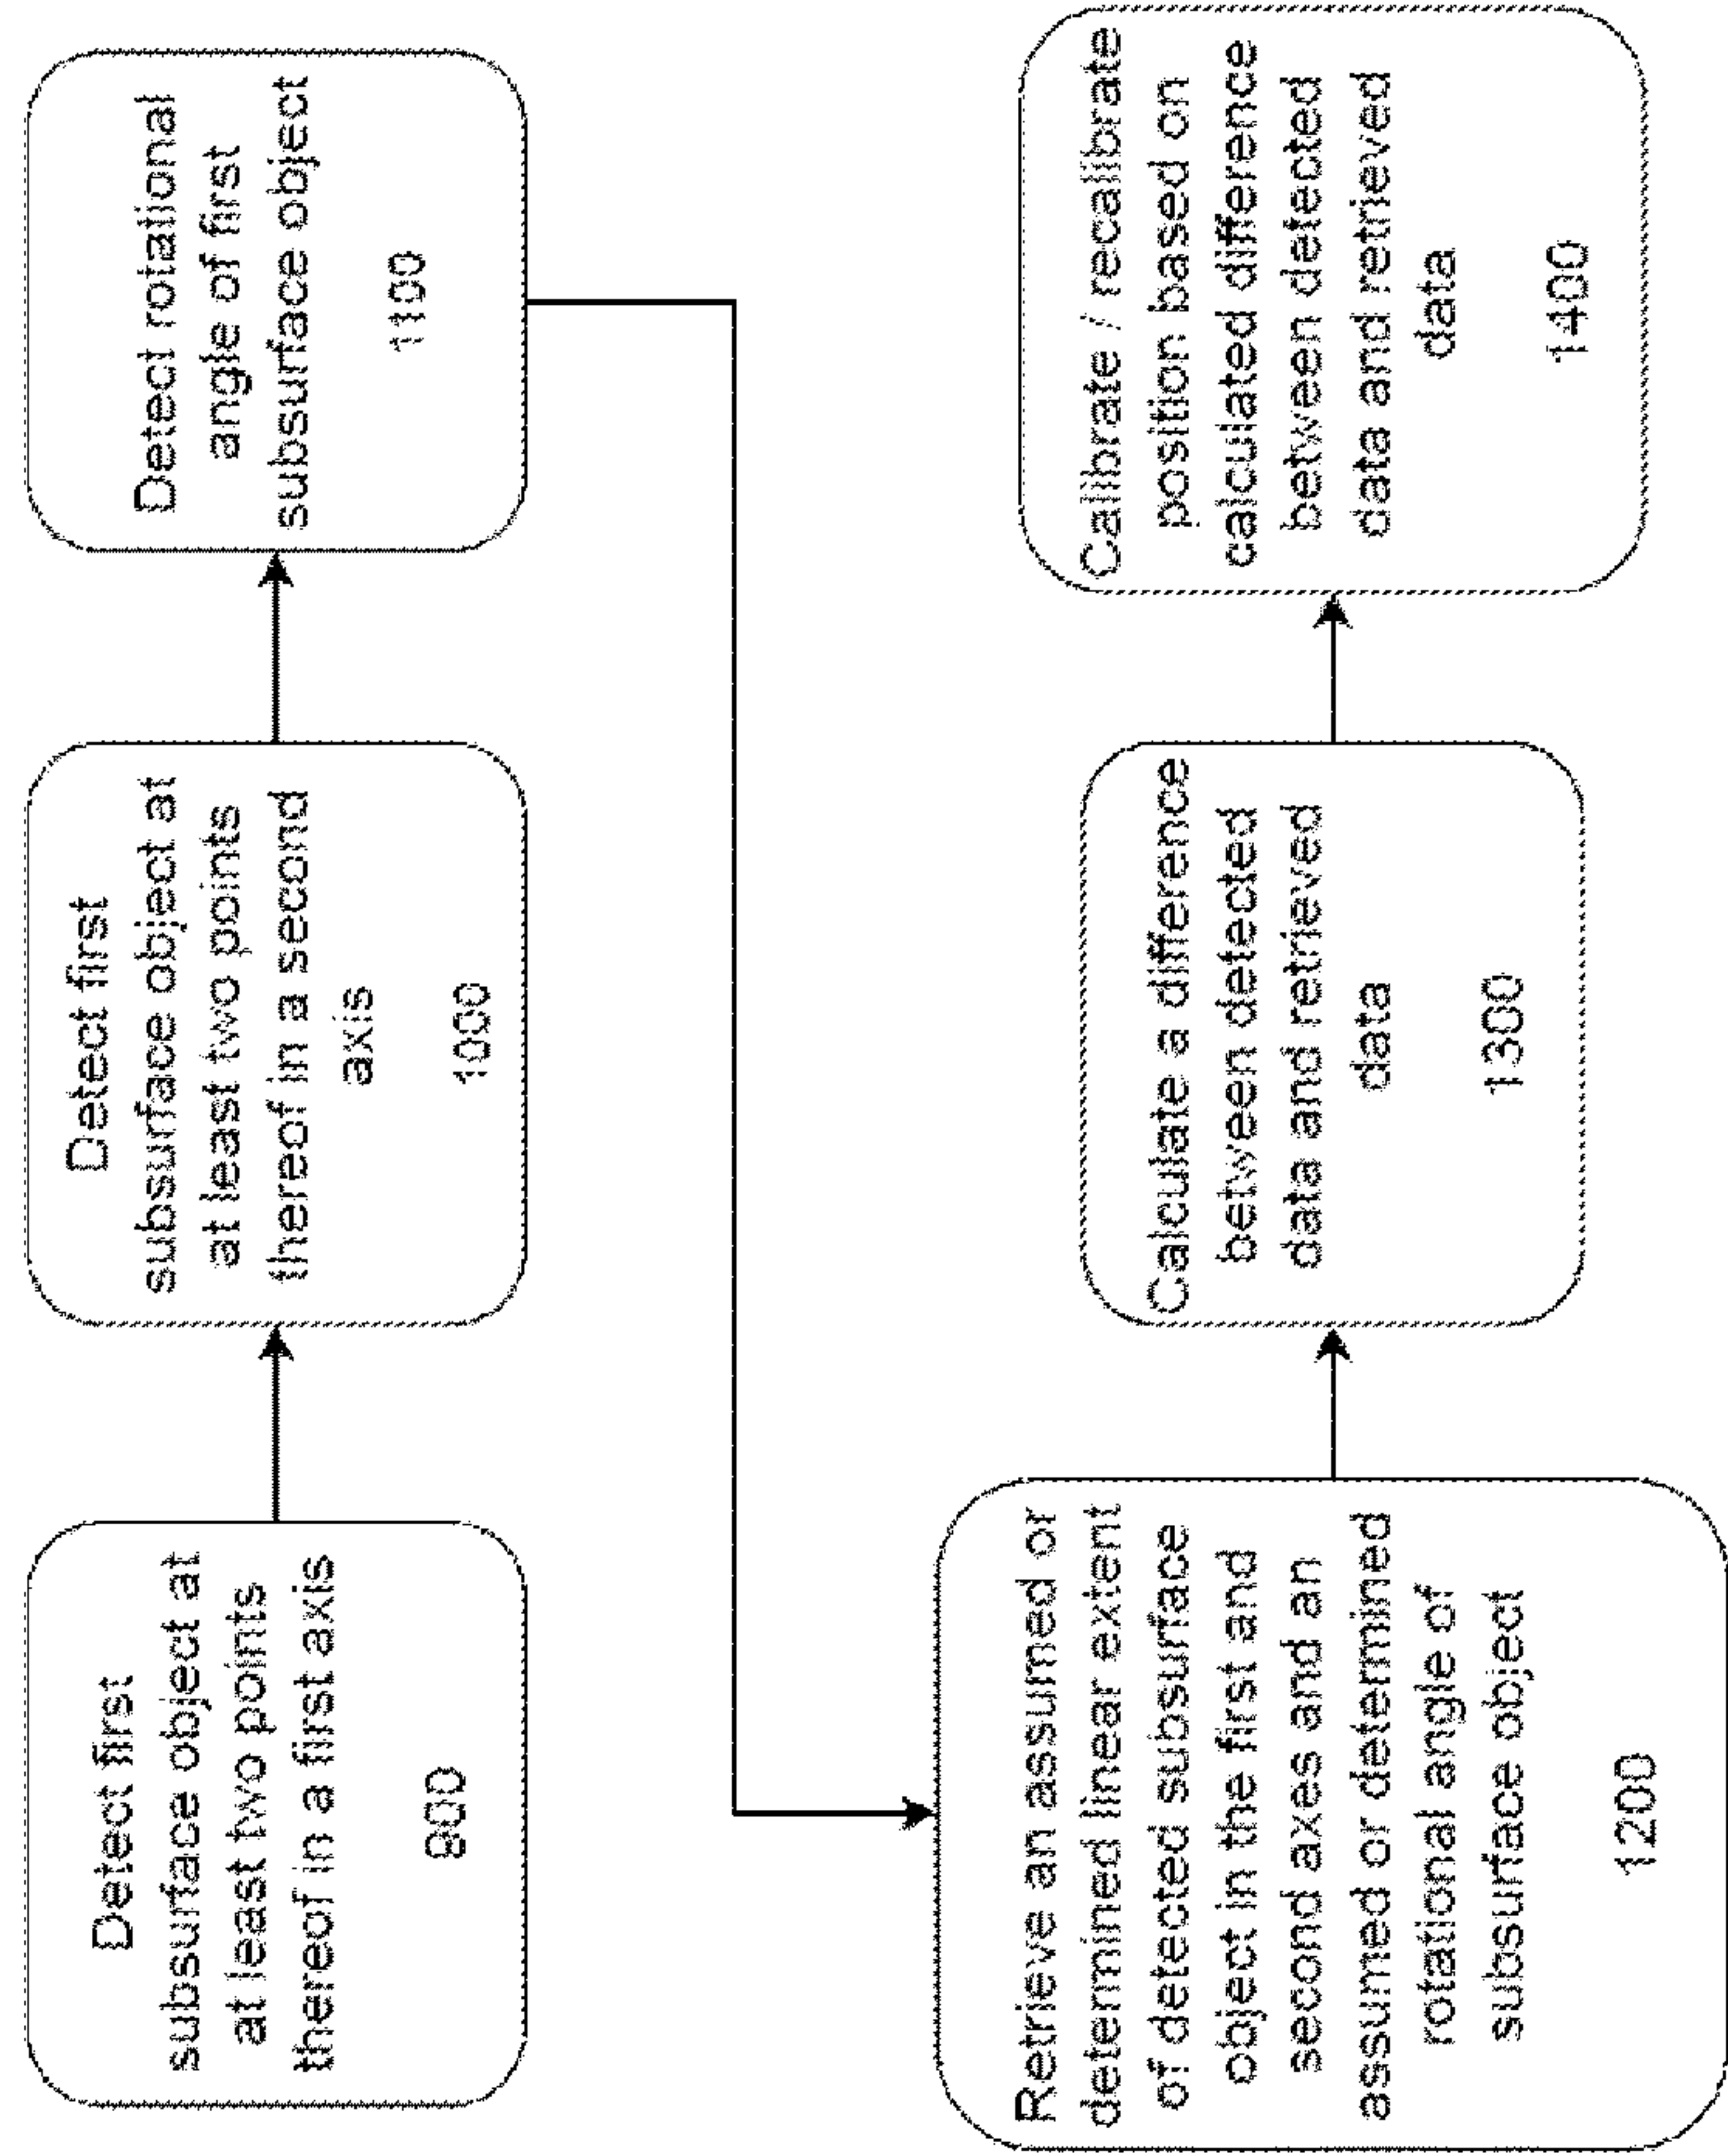 Detect first
subsurface object at
at least two points
thereof in a first axis
900
Detect first
subsurface object at
at least two points
thereof in a second
axis
1000
Detect rotational
angle of first
subsurface object
1100
Retrieve an assumed or
determined linear extent
of detected subsurface
object in the first and
second axes and an
assumed or determined
rotational angle of
subsurface object
1200
Calculate a difference
between detected
data and retrieved
data
1300
Calibrate / recalibrate
position based on
calculated difference
between detected
data and retrieved
data
1400